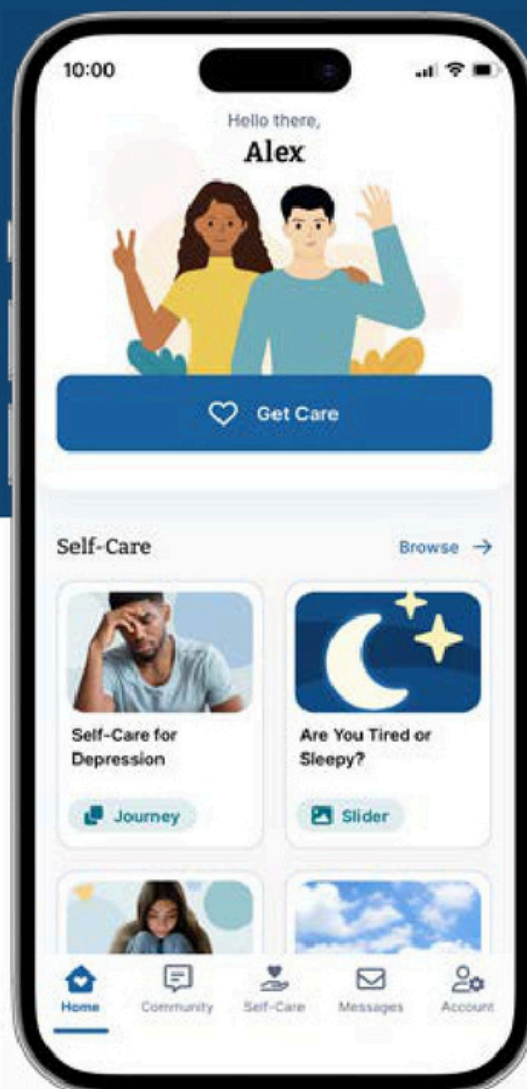 10:00
Hello there,
Alex
Get Care
Self-Care
Browse
Self-Care for
Depression
Journey
Are You Tired or
Sleepy?
Slider
Home
Community
Self-Care
Messages
Account